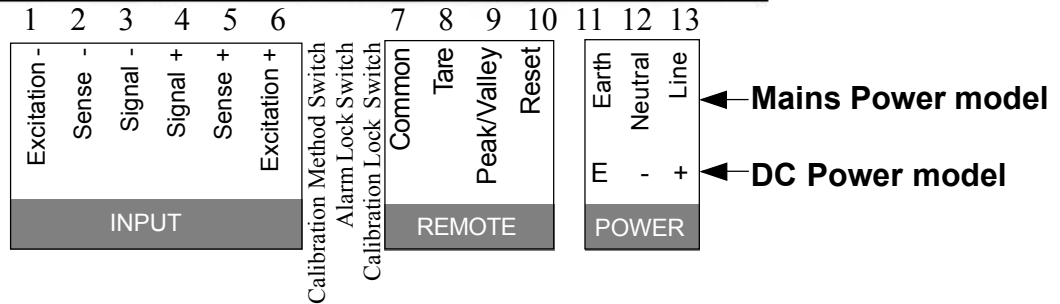 1 2 3 4 5 6 7 8 9 10 11 12 13
Excitation -
Sense -
Signal -
Signal +
Sense +
Excitation +
Calibration Method Switch
Alarm Lock Switch
Calibration Lock Switch
Common
Tare
Peak/Valley
Reset
Earth
Neutral
Line
Mains Power model
E - +
DC Power model
INPUT
REMOTE
POWER